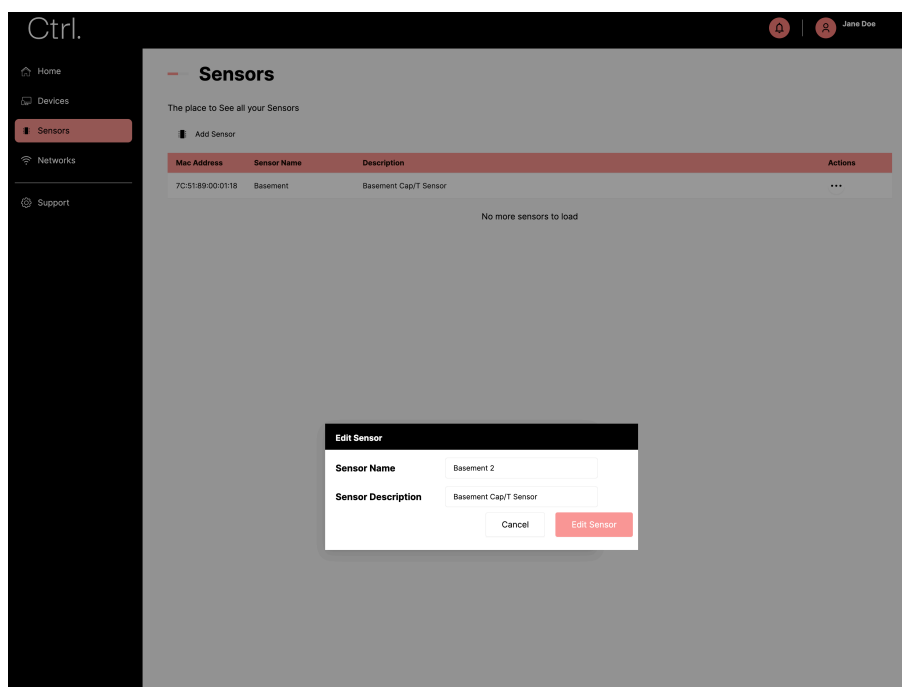 Ctrl.
Jane Doe
Home
Devices
Sensors
Networks
Support
Sensors
The place to See all your Sensors
Add Sensor
Mac Address Sensor Name Description Actions
7C:51:89:00:01:18 Basement Basement Cap/T Sensor ...
No more sensors to load
Edit Sensor
Sensor Name Basement 2
Sensor Description Basement Cap/T Sensor
Cancel Edit Sensor